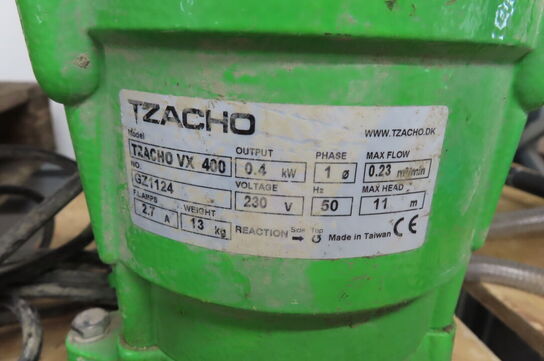 TZACHO
WWW.TZACHO.DK
Model TZACHO VX 400 OUTPUT 0.4 kW PHASE 1 ø MAX FLOW 0.23 m³/min
NO GZ1124 VOLTAGE 230 V Hz 50 MAX HEAD 11 m
FLAMPS 2.7 A WEIGHT 13 kg REACTION Side → Top ↺ Made in Taiwan CE